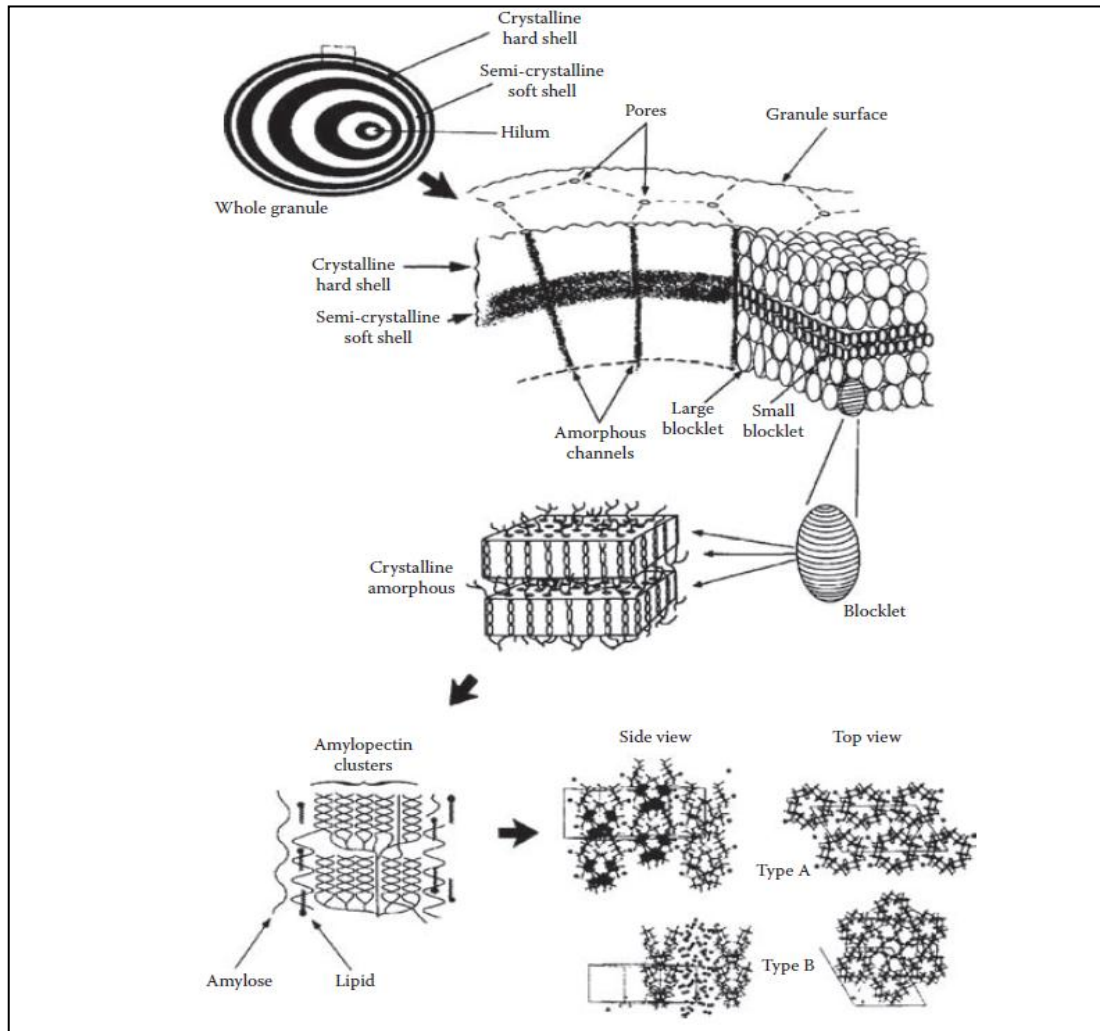 Crystalline
hard shell
Semi-crystalline
soft shell
Hilum
Whole granule
Pores
Granule surface
Crystalline
hard shell
Semi-crystalline
soft shell
Amorphous
channels
Large
blocklet
Small
blocklet
Crystalline
amorphous
Blocklet
Amylopectin
clusters
Side view
Top view
Type A
Amylose
Lipid
Type B